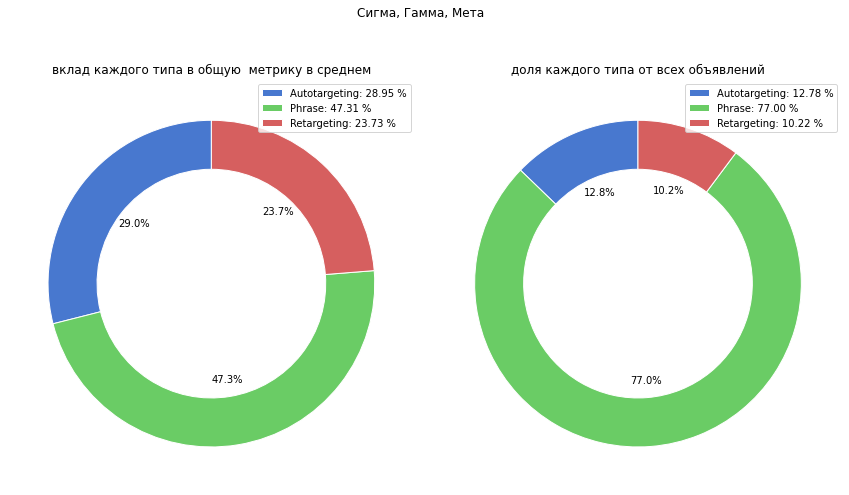 Сигма, Гамма, Мета
вклад каждого типа в общую  метрику в среднем
Autotargeting: 28.95 %
Phrase: 47.31 %
Retargeting: 23.73 %
29.0%
23.7%
47.3%
доля каждого типа от всех объявлений
Autotargeting: 12.78 %
Phrase: 77.00 %
Retargeting: 10.22 %
12.8%
10.2%
77.0%